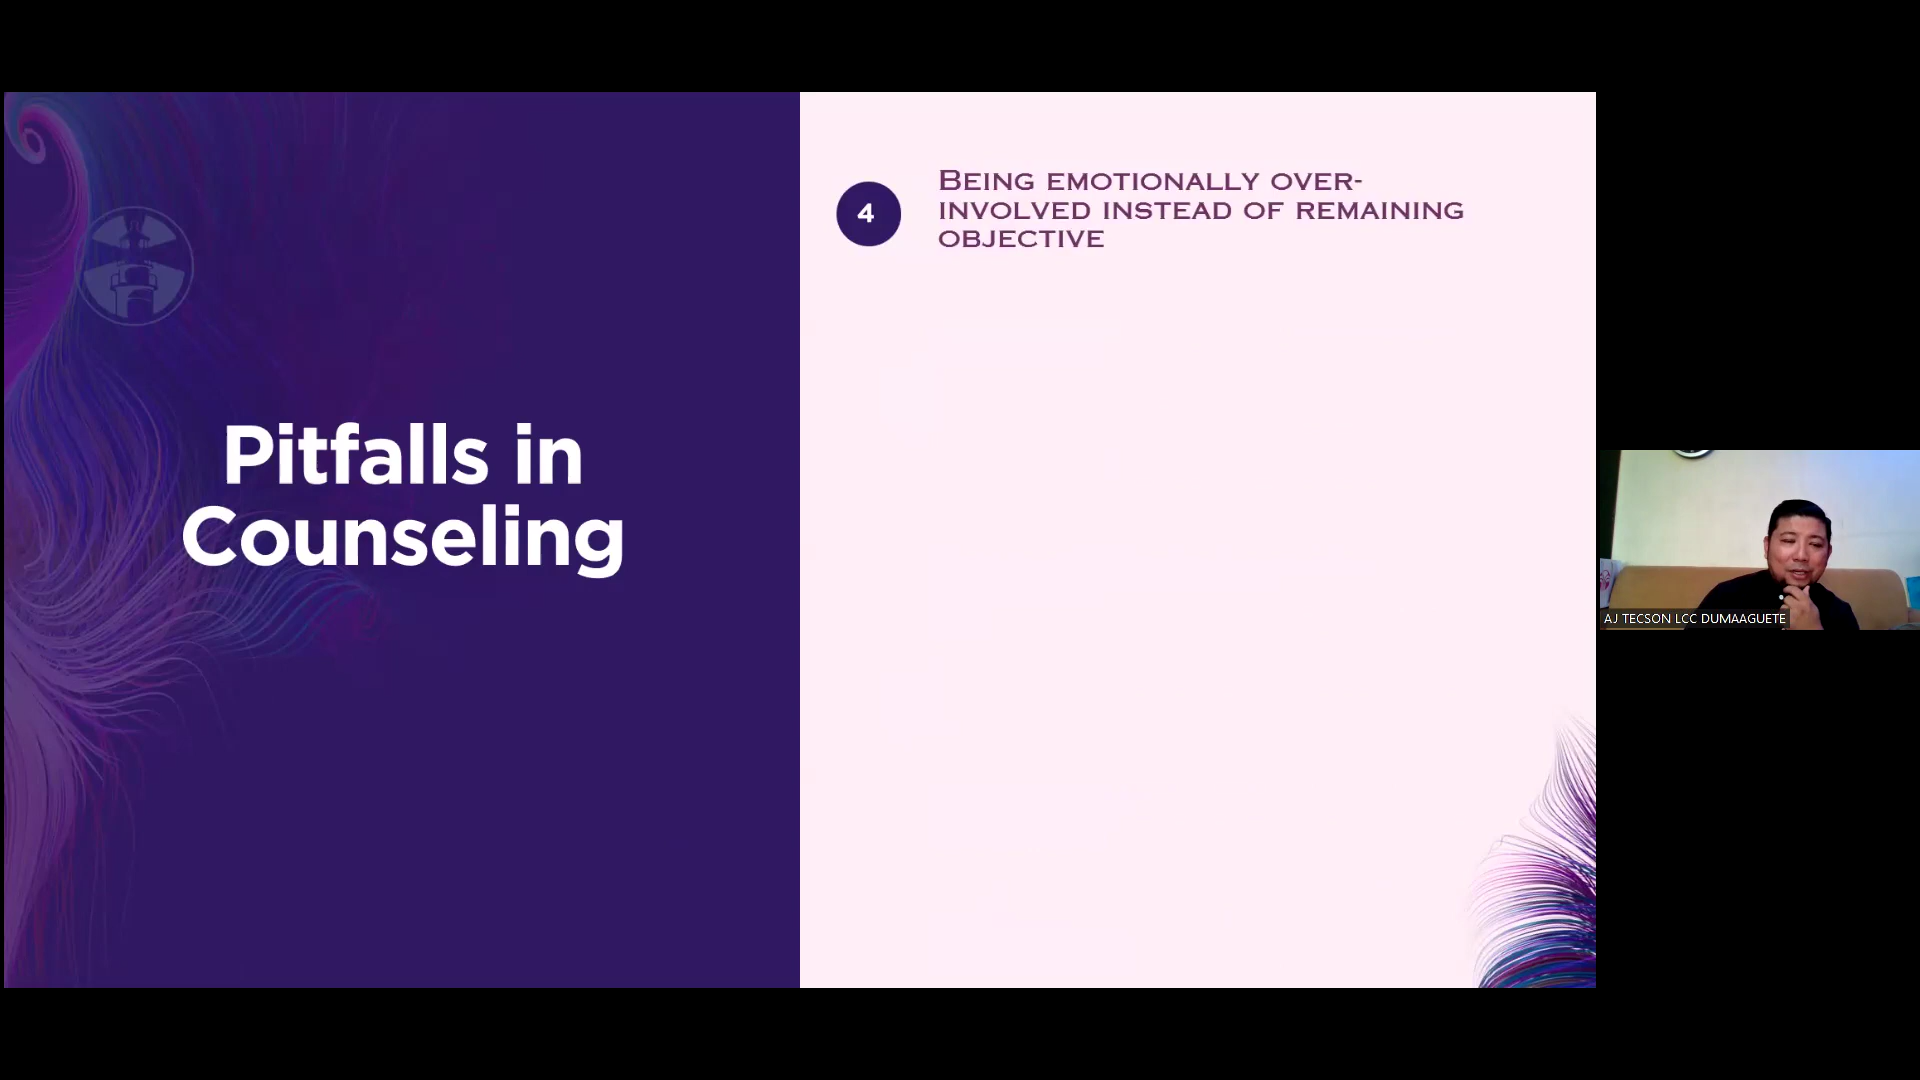 Pitfalls in
Counseling
4
BEING EMOTIONALLY OVER-
INVOLVED INSTEAD OF REMAINING
OBJECTIVE
AJ TECSON LCC DUMAAGUETE